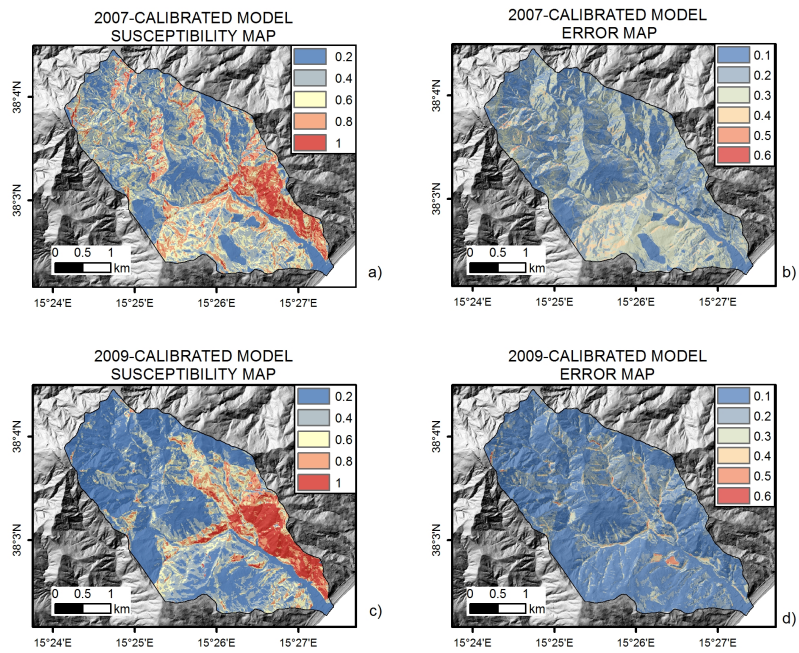 2007-CALIBRATED MODEL
SUSCEPTIBILITY MAP
0.2
0.4
0.6
0.8
1
38°4'N
38°3'N
0 0.5 1
km
15°24'E 15°25'E 15°26'E 15°27'E
a)
2007-CALIBRATED MODEL
ERROR MAP
0.1
0.2
0.3
0.4
0.5
0.6
38°4'N
38°3'N
0 0.5 1
km
15°24'E 15°25'E 15°26'E 15°27'E
b)
2009-CALIBRATED MODEL
SUSCEPTIBILITY MAP
0.2
0.4
0.6
0.8
1
38°4'N
38°3'N
0 0.5 1
km
15°24'E 15°25'E 15°26'E 15°27'E
c)
2009-CALIBRATED MODEL
ERROR MAP
0.1
0.2
0.3
0.4
0.5
0.6
38°4'N
38°3'N
0 0.5 1
km
15°24'E 15°25'E 15°26'E 15°27'E
d)